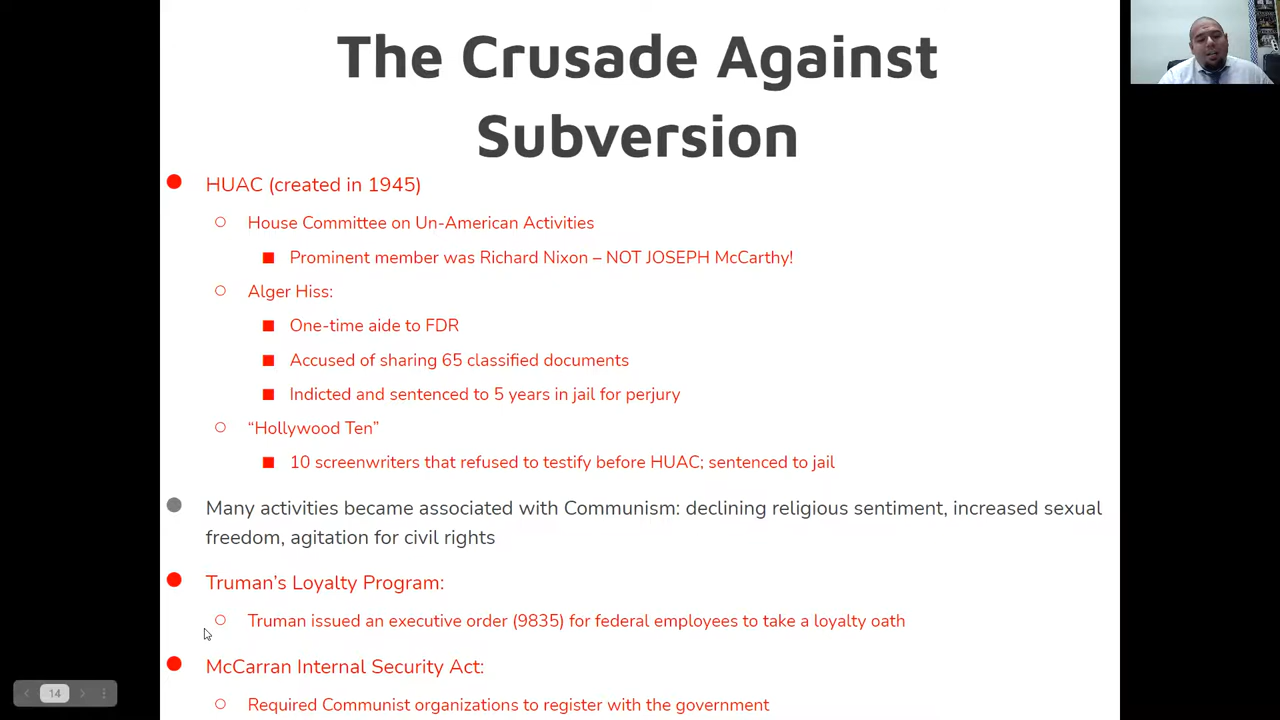 The Crusade Against
Subversion
HUAC (created in 1945)
House Committee on Un-American Activities
Prominent member was Richard Nixon – NOT JOSEPH McCarthy!
Alger Hiss:
One-time aide to FDR
Accused of sharing 65 classified documents
Indicted and sentenced to 5 years in jail for perjury
“Hollywood Ten”
10 screenwriters that refused to testify before HUAC; sentenced to jail
Many activities became associated with Communism: declining religious sentiment, increased sexual
freedom, agitation for civil rights
Truman’s Loyalty Program:
Truman issued an executive order (9835) for federal employees to take a loyalty oath
McCarran Internal Security Act:
14
Required Communist organizations to register with the government